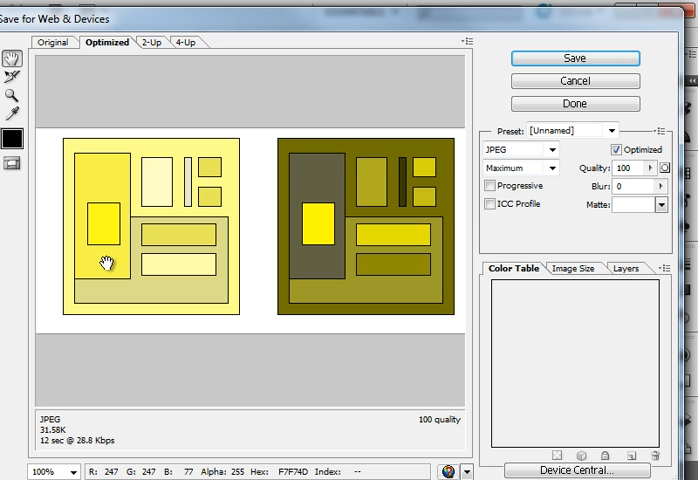 Save for Web & Devices
Original Optimized 2-Up 4-Up
Save
Cancel
Done
Preset: [Unnamed]
JPEG Optimized
Maximum Quality: 100
Progressive Blur: 0
ICC Profile Matte:
Color Table Image Size Layers
JPEG 100 quality
31.58K
12 sec @ 28.8 Kbps
100% R: 247 G: 247 B: 77 Alpha: 255 Hex: F7F74D Index: --
Device Central...